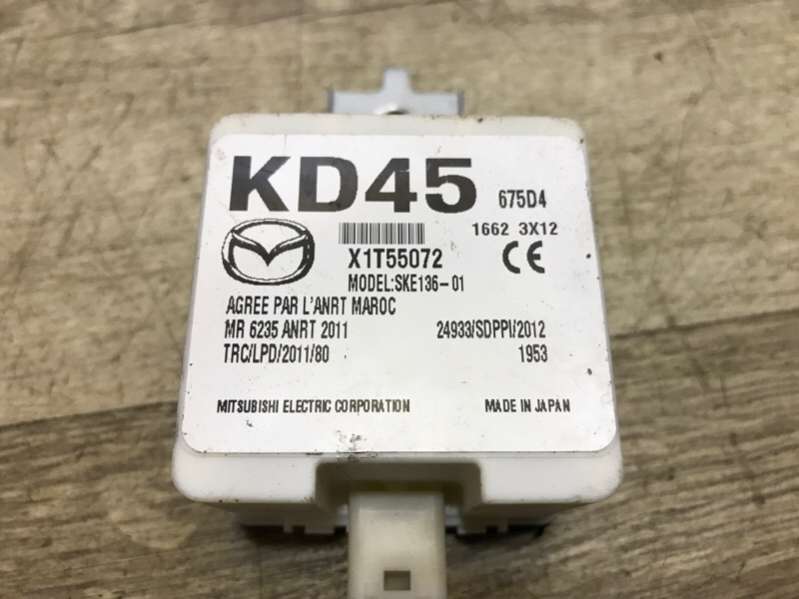 KD45 675D4
1662 3X12
X1T55072
MODEL:SKE136-01
AGREE PAR L'ANRT MAROC
MR 6235 ANRT 2011 24933/SDPPI/2012
TRC/LPD/2011/80 1953
MITSUBISHI ELECTRIC CORPORATION MADE IN JAPAN